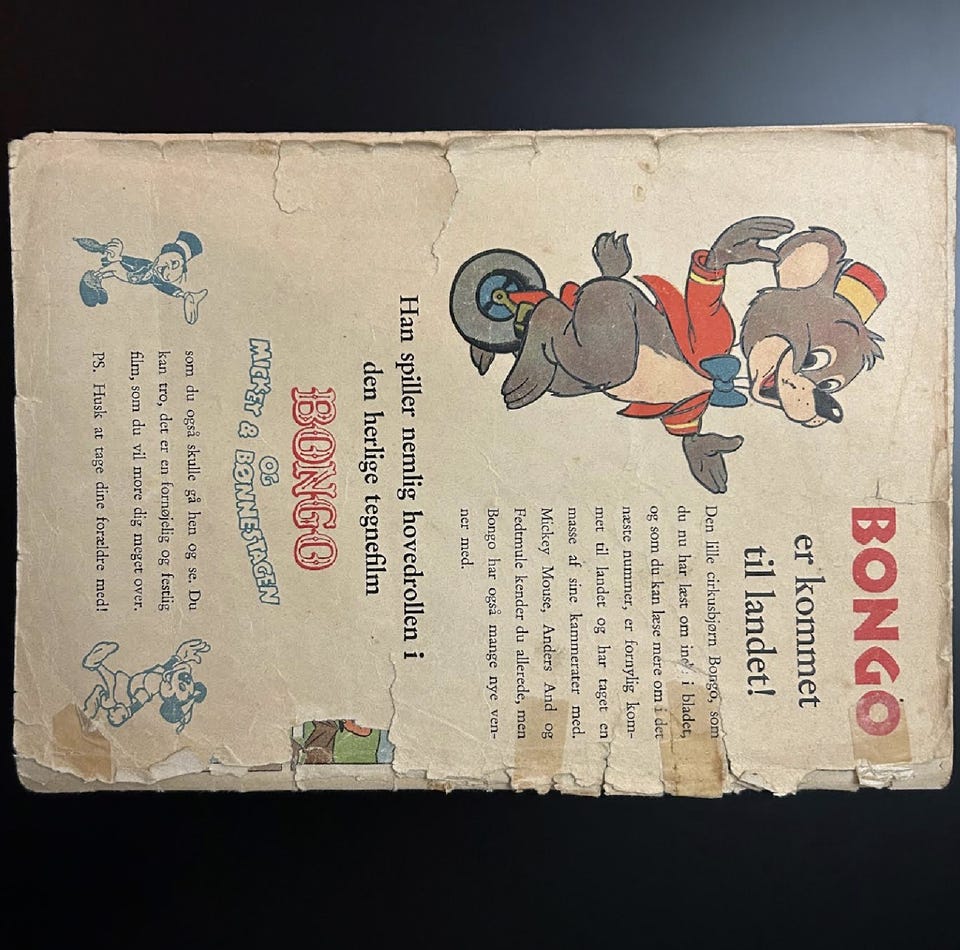 BONGO
er kommet
til landet!
Den lille cirkusbjørn Bongo, som
du nu har læst om inde i bladet,
og som du kan læse mere om i det
næste nummer, er fornylig kom-
met til landet og har taget en
masse af sine kammerater med.
Mickey Mouse, Anders And og
Fedtmule kender du allerede, men
Bongo har også mange nye ven-
ner med.
Han spiller nemlig hovedrollen i
den herlige tegnefilm
BONGO
OG
MICKEY & BØNNESTAGEN
som du også skulle gå hen og se. Du
kan tro, det er en fornøjelig og festlig
film, som du vil more dig meget over.
PS. Husk at tage dine forældre med!